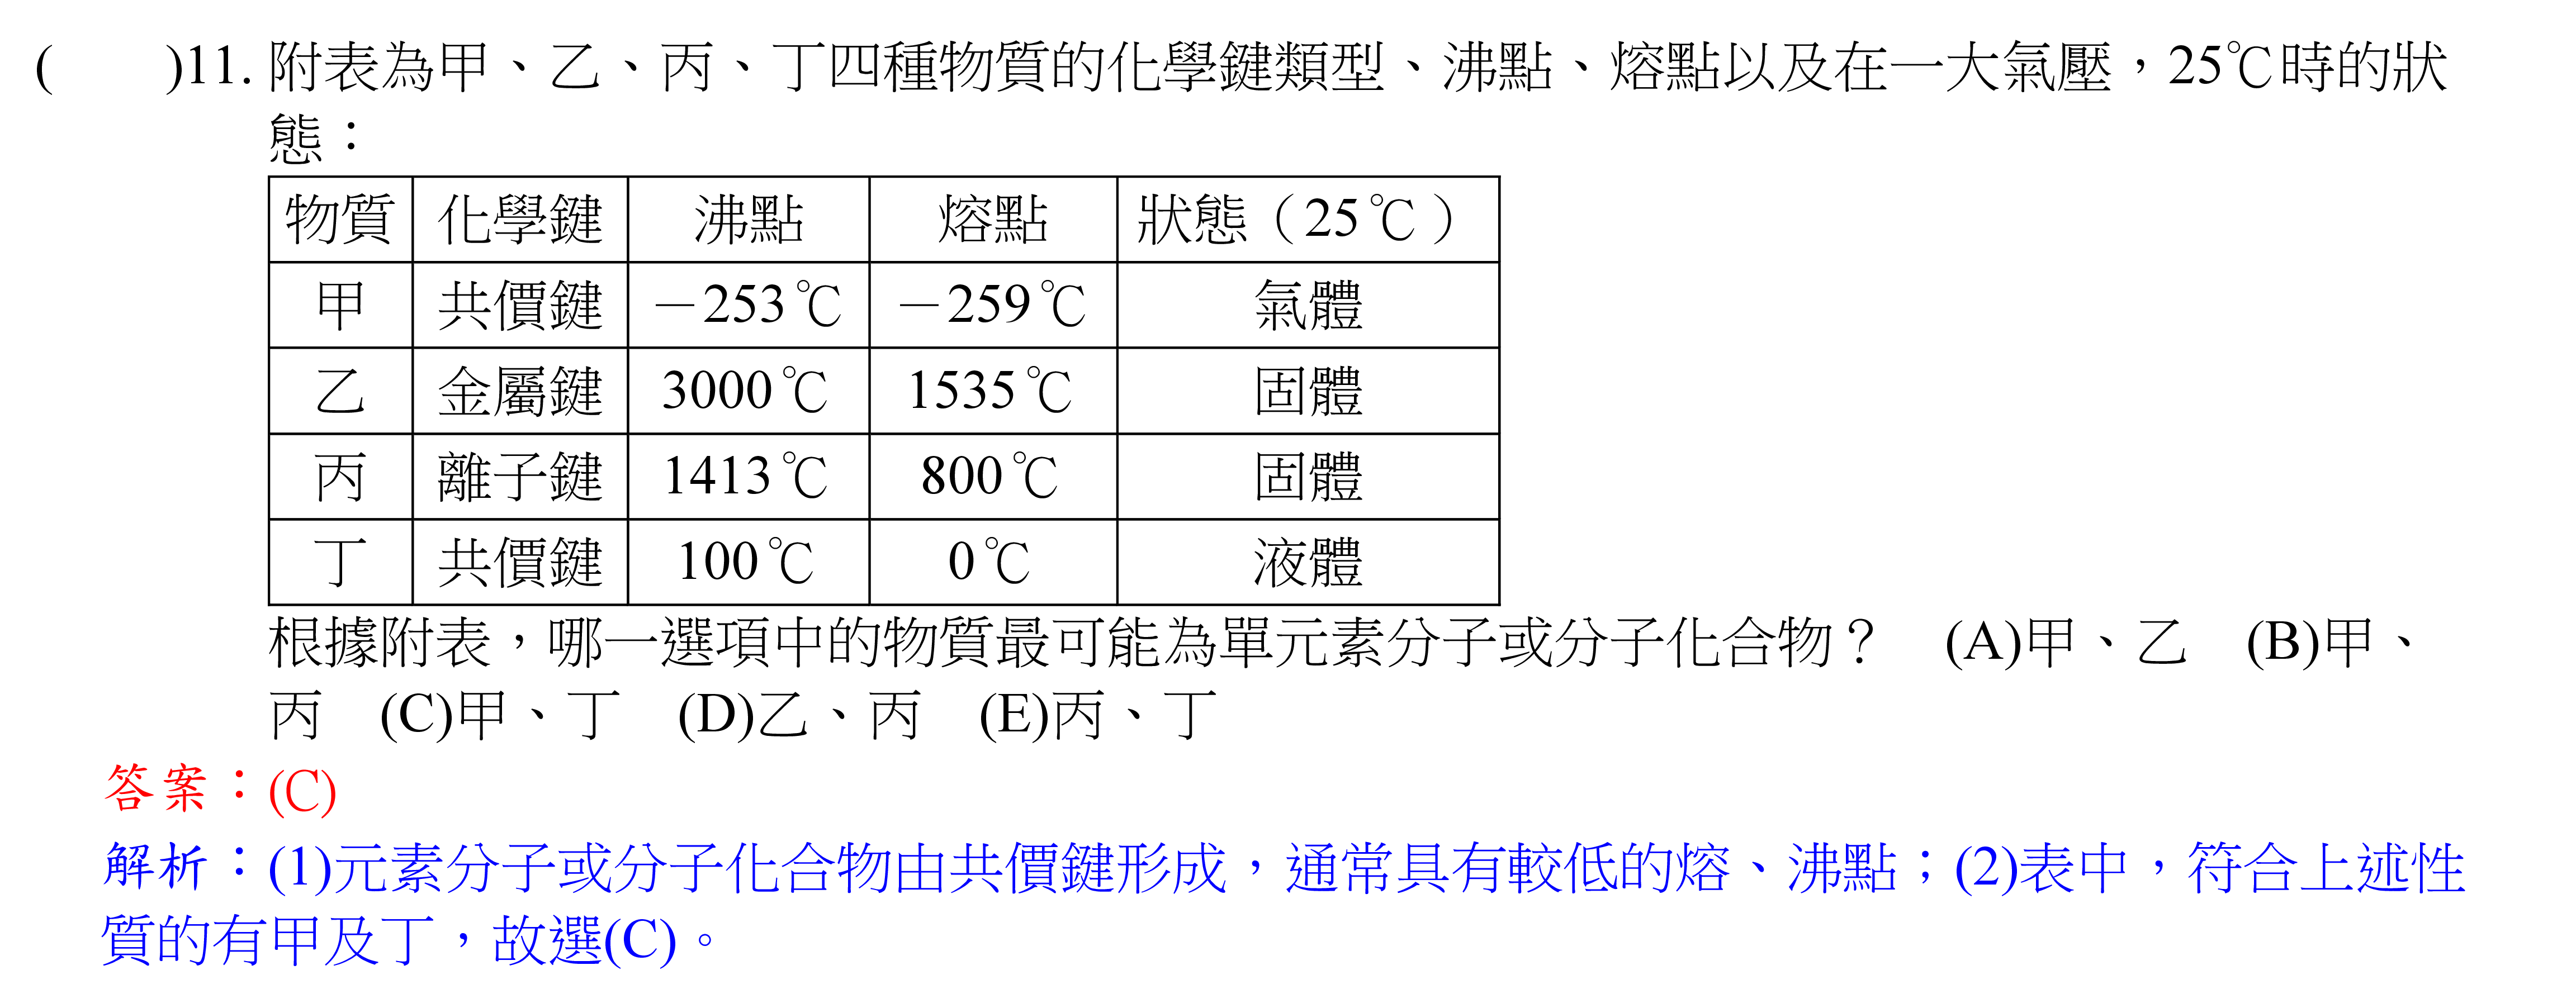 (　　)11. 附表為甲、乙、丙、丁四種物質的化學鍵類型、沸點、熔點以及在一大氣壓，25℃時的狀
態：
物質 化學鍵 沸點 熔點 狀態（25℃）
甲 共價鍵 －253℃ －259℃ 氣體
乙 金屬鍵 3000℃ 1535℃ 固體
丙 離子鍵 1413℃ 800℃ 固體
丁 共價鍵 100℃ 0℃ 液體
根據附表，哪一選項中的物質最可能為單元素分子或分子化合物？　(A)甲、乙　(B)甲、
丙　(C)甲、丁　(D)乙、丙　(E)丙、丁
答案：(C)
解析：(1)元素分子或分子化合物由共價鍵形成，通常具有較低的熔、沸點；(2)表中，符合上述性
質的有甲及丁，故選(C)。